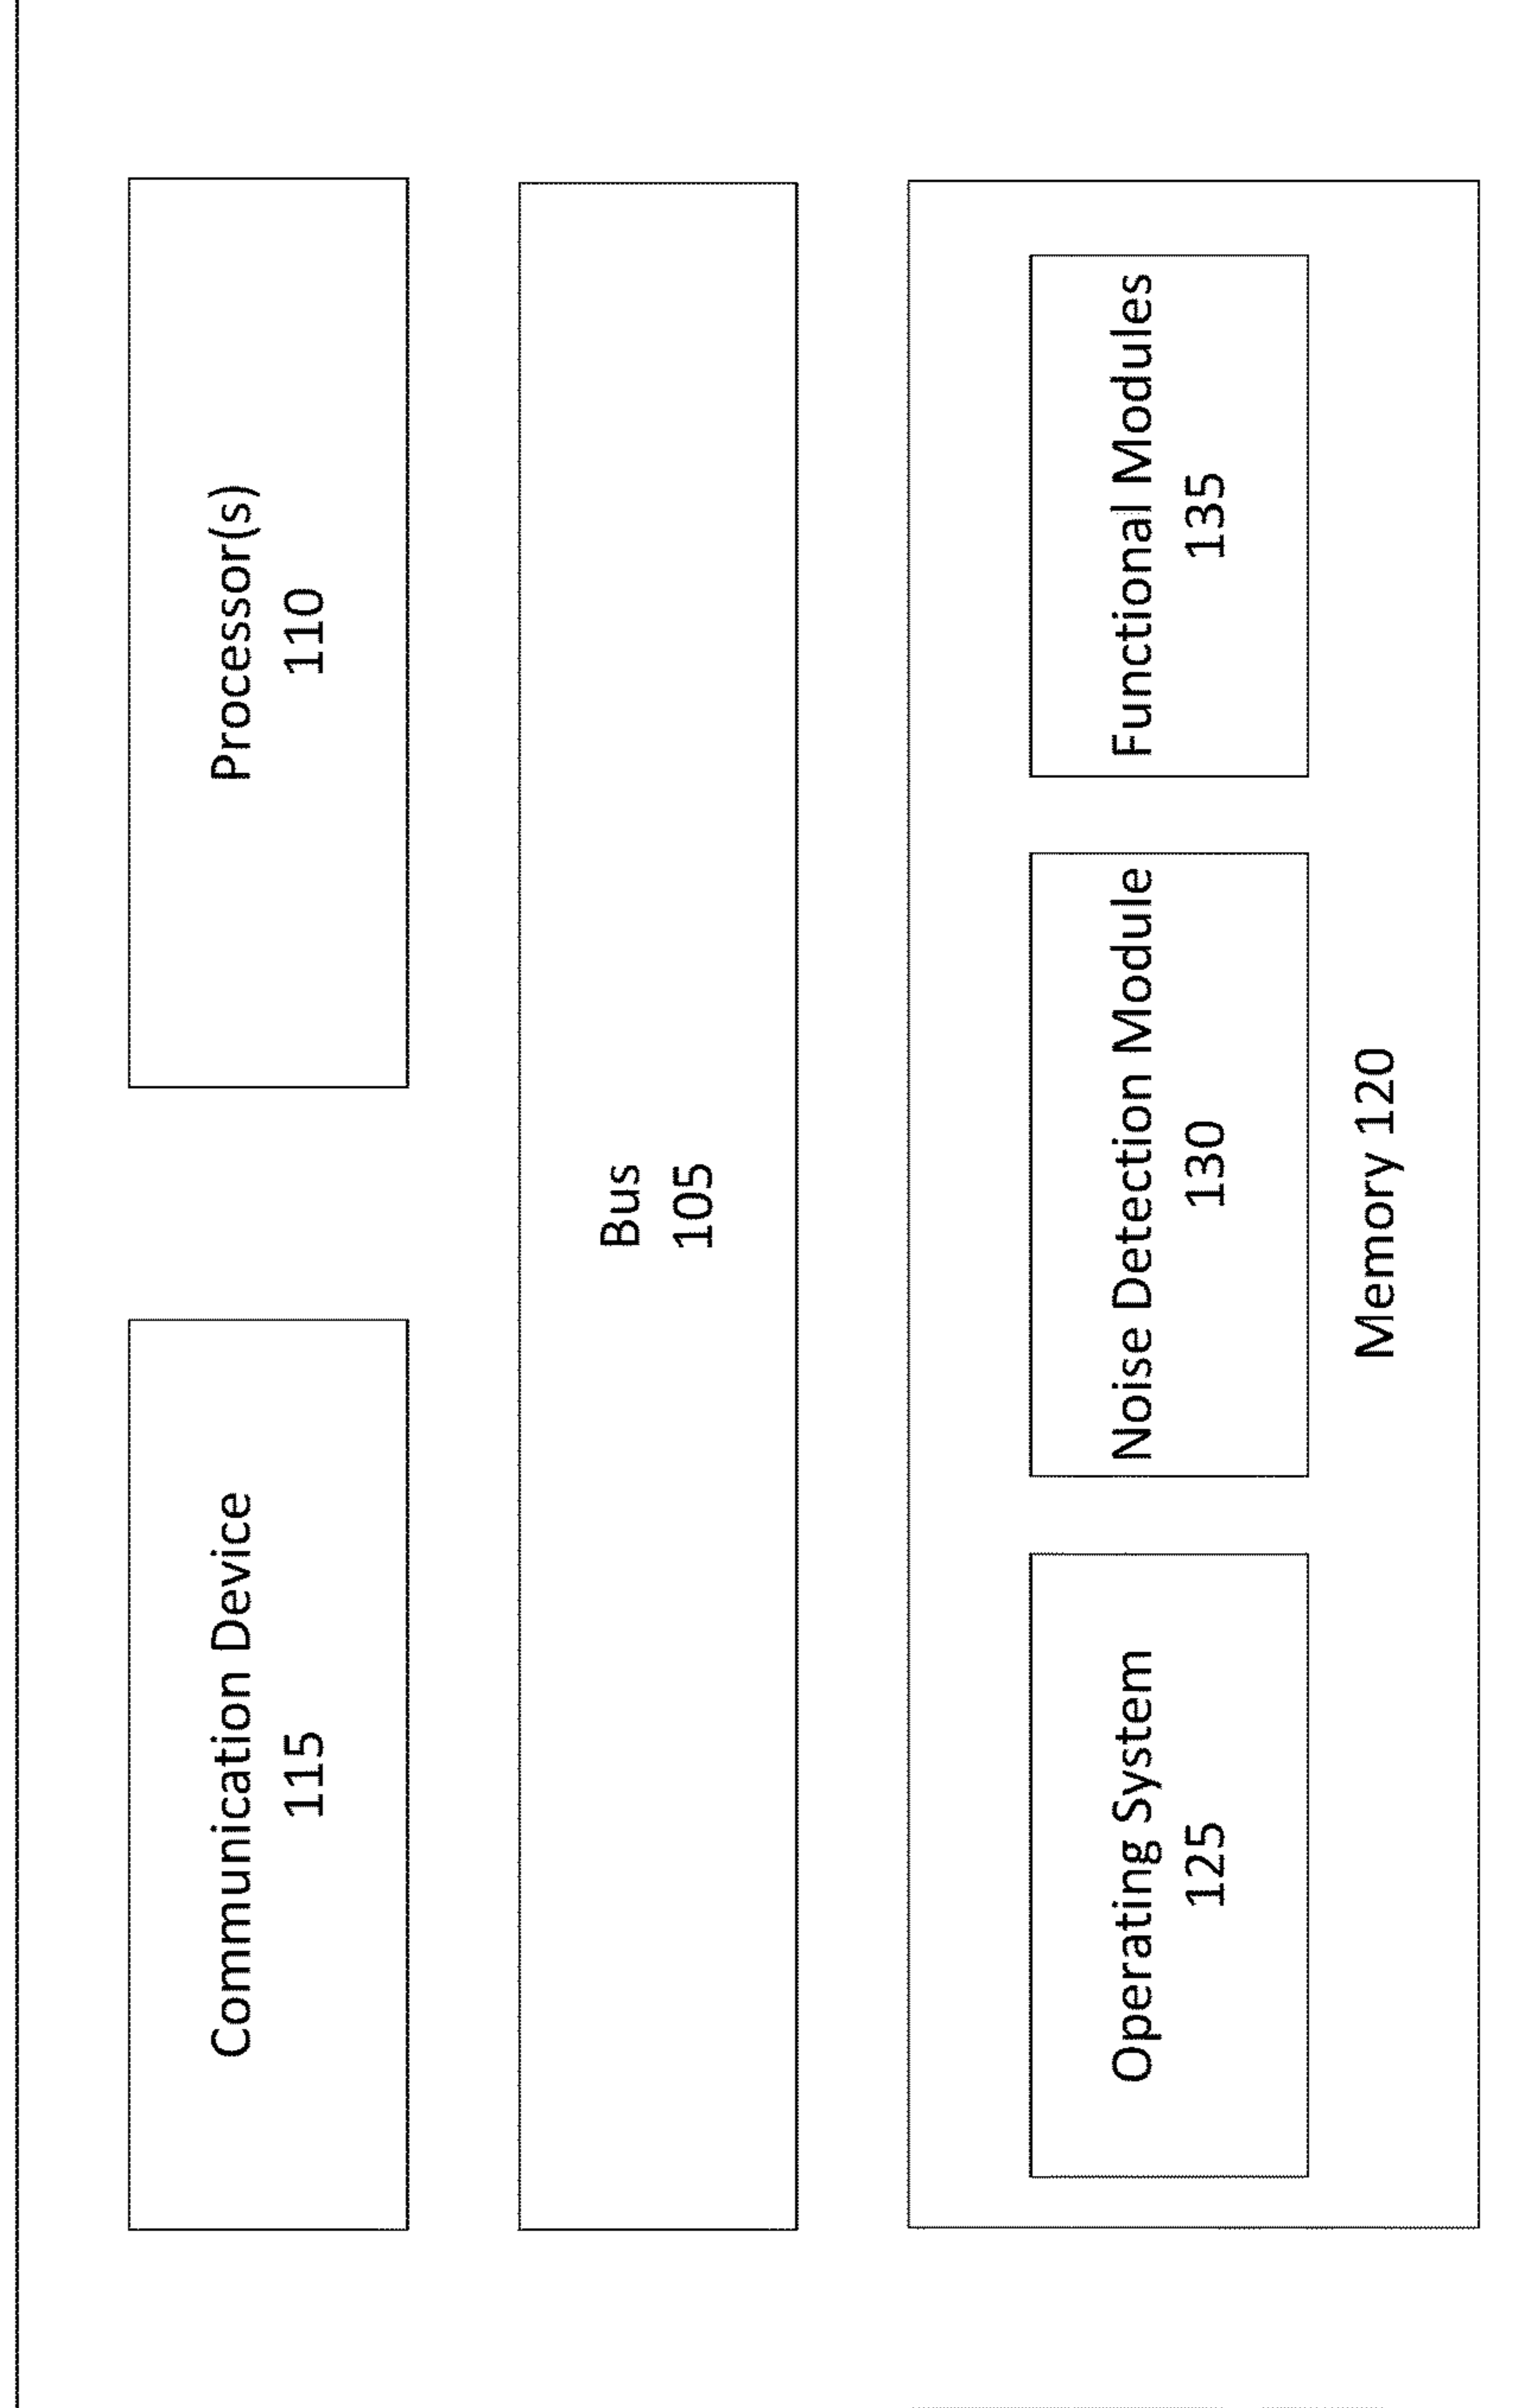 Communication Device
115
Processor(s)
110
Bus
105
Operating System
125
Noise Detection Module
130
Functional Modules
135
Memory 120